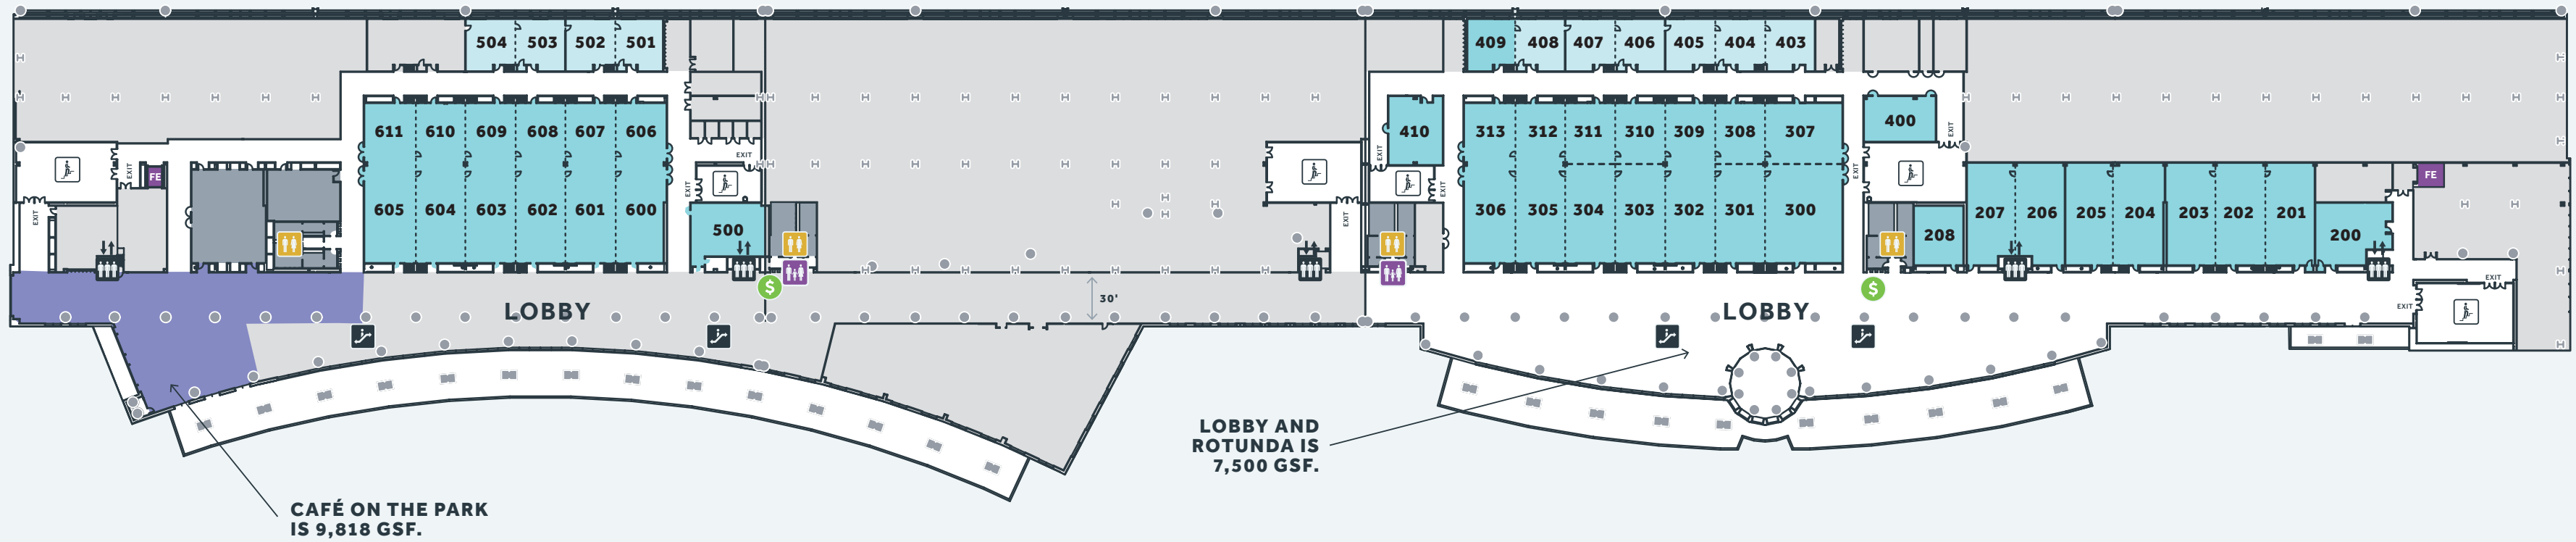 504 503 502 501
409 408 407 406 405 404 403
611 610 609 608 607 606
410
313 312 311 310 309 308 307
400
EXIT
EXIT
EXIT
EXIT
EXIT
FE
FE
EXIT
EXIT
EXIT
EXIT
605 604 603 602 601 600
306 305 304 303 302 301 300
207 206 205 204 203 202 201
500
208
200
EXIT
EXIT
$
$
30'
LOBBY
LOBBY
LOBBY AND
ROTUNDA IS
7,500 GSF.
CAFÉ ON THE PARK
IS 9,818 GSF.